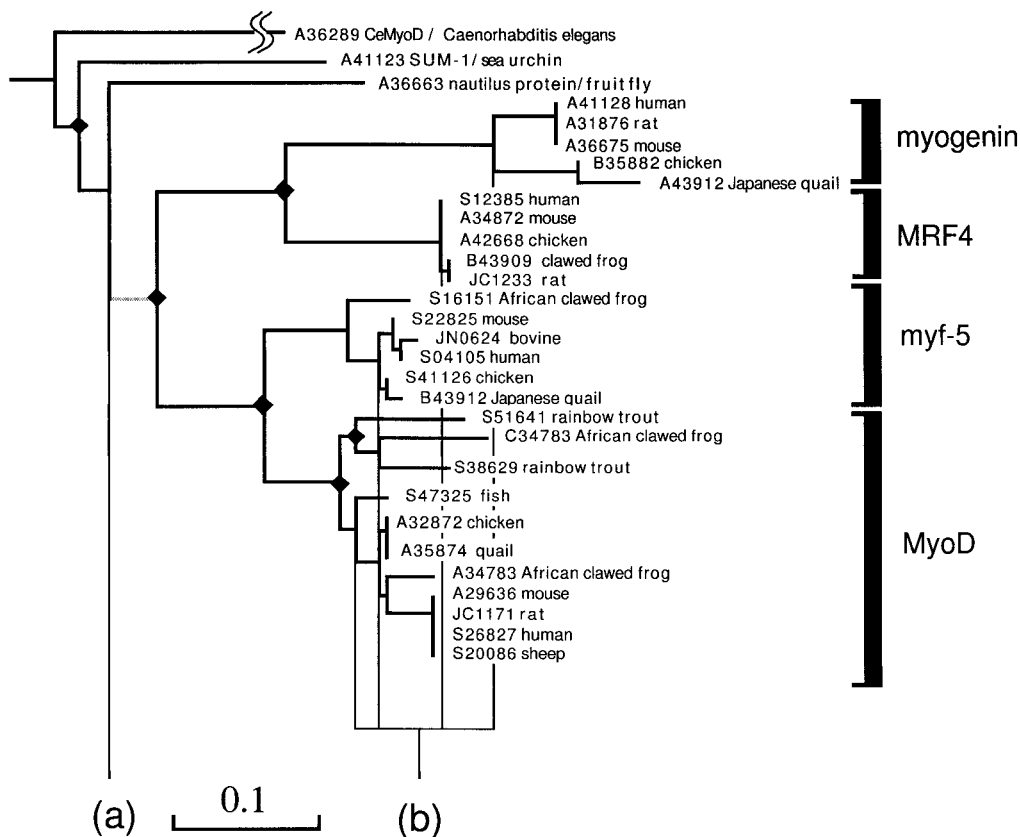 A36289 CeMyoD / Caenorhabditis elegans
A41123 SUM-1/ sea urchin
A36663 nautilus protein/ fruit fly
A41128 human
A31876 rat
A36675 mouse
B35882 chicken
A43912 Japanese quail
myogenin
S12385 human
A34872 mouse
A42668 chicken
B43909 clawed frog
JC1233 rat
MRF4
S16151 African clawed frog
S22825 mouse
JN0624 bovine
S04105 human
S41126 chicken
B43912 Japanese quail
myf-5
S51641 rainbow trout
C34783 African clawed frog
S38629 rainbow trout
S47325 fish
A32872 chicken
A35874 quail
A34783 African clawed frog
A29636 mouse
JC1171 rat
S26827 human
S20086 sheep
MyoD
(a)
0.1
(b)